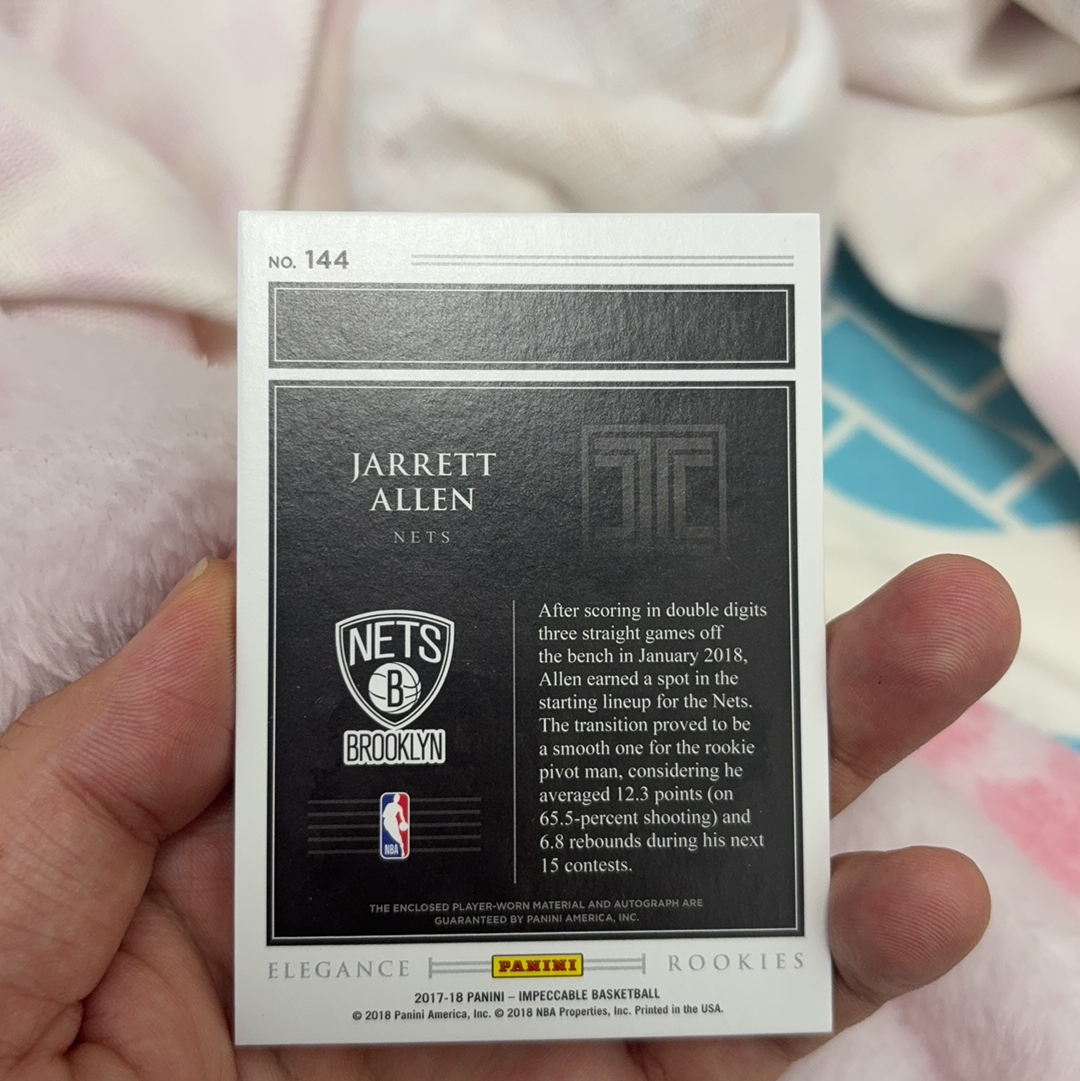 NO. 144
JARRETT
ALLEN
NETS
NETS
B
BROOKLYN
NBA
After scoring in double digits
three straight games off
the bench in January 2018,
Allen earned a spot in the
starting lineup for the Nets.
The transition proved to be
a smooth one for the rookie
pivot man, considering he
averaged 12.3 points (on
65.5-percent shooting) and
6.8 rebounds during his next
15 contests.
THE ENCLOSED PLAYER-WORN MATERIAL AND AUTOGRAPH ARE
GUARANTEED BY PANINI AMERICA, INC.
ELEGANCE PANINI ROOKIES
2017-18 PANINI – IMPECCABLE BASKETBALL
© 2018 Panini America, Inc. © 2018 NBA Properties, Inc. Printed in the USA.